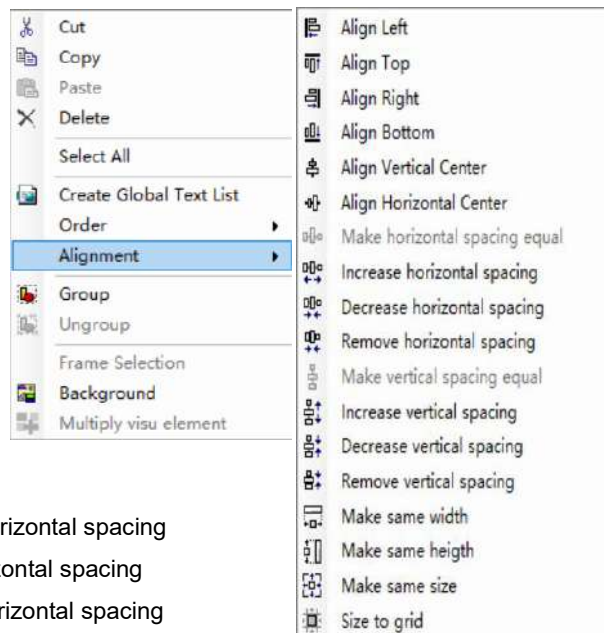 Cut
Copy
Paste
Delete
Select All
Create Global Text List
Order
Alignment
Group
Ungroup
Frame Selection
Background
Multiply visu element
Align Left
Align Top
Align Right
Align Bottom
Align Vertical Center
Align Horizontal Center
Make horizontal spacing equal
Increase horizontal spacing
Decrease horizontal spacing
Remove horizontal spacing
Make vertical spacing equal
Increase vertical spacing
Decrease vertical spacing
Remove vertical spacing
Make same width
Make same heigth
Make same size
Size to grid
spacing
spacing
spacing